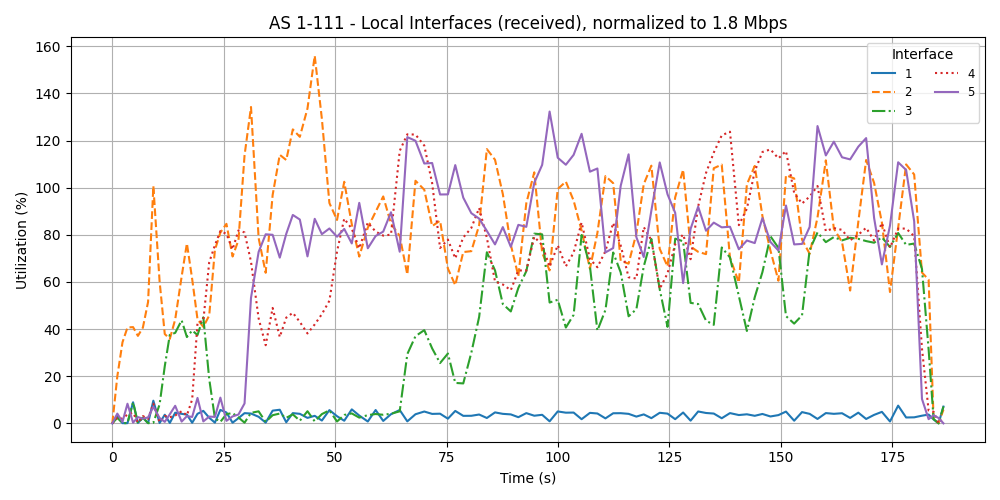 AS 1-111 - Local Interfaces (received), normalized to 1.8 Mbps
Utilization (%)
160
140
120
100
80
60
40
20
0
0 25 50 75 100 125 150 175
Time (s)
Interface
1 4
2 5
3